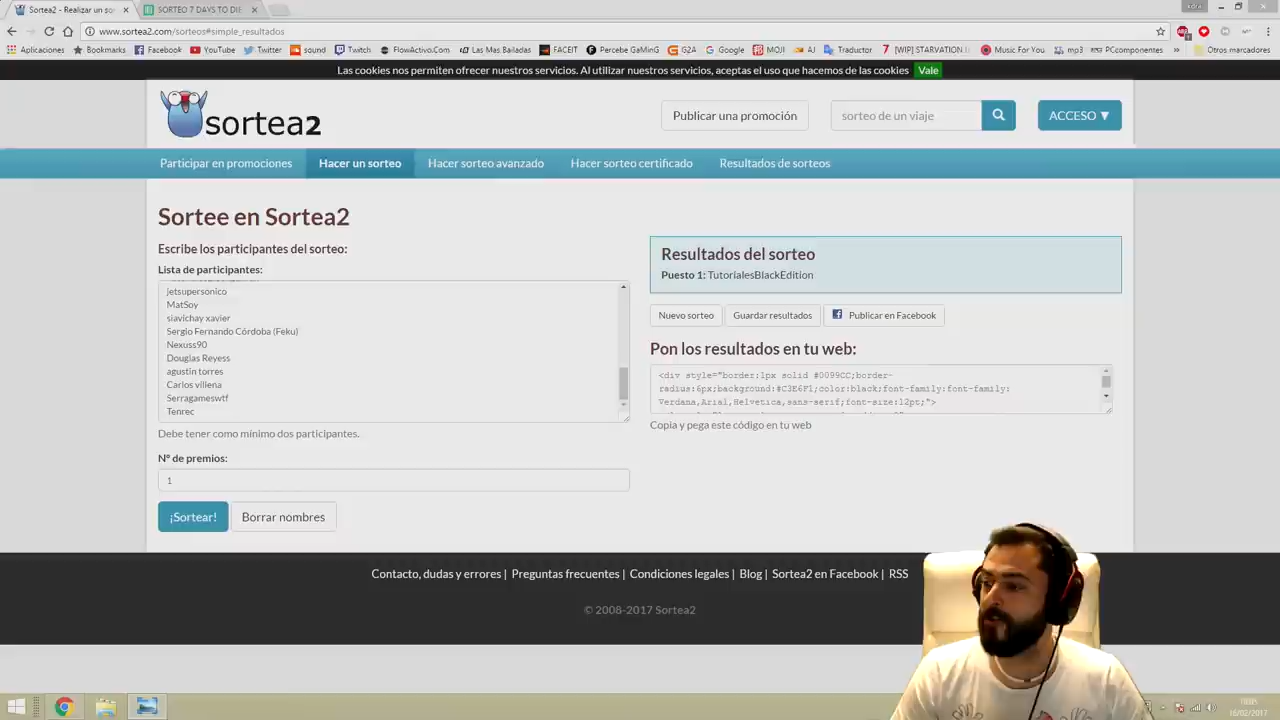 Sortea2 - Realizar un sor
SORTEO 7 DAYS TO DIE
www.sortea2.com/sorteos#simple_resultados
Aplicaciones Bookmarks Facebook YouTube Twitter sound Twitch FlowActivo.Com Las Mas Bailadas FACEIT Percebe GaMinG G2A Google MOJI AJ Traductor [WIP] STARVATION Music For You mp3 PCcomponentes Otros marcadores
Las cookies nos permiten ofrecer nuestros servicios. Al utilizar nuestros servicios, aceptas el uso que hacemos de las cookies Vale
sortea2
Publicar una promoción
sorteo de un viaje
ACCESO ▼
Participar en promociones Hacer un sorteo Hacer sorteo avanzado Hacer sorteo certificado Resultados de sorteos
Sortee en Sortea2
Escribe los participantes del sorteo:
Lista de participantes:
jetsupersonico
MatSoy
siavichay xavier
Sergio Fernando Córdoba (Feku)
Nexuss90
Douglas Reyess
agustin torres
Carlos villena
Serragameswtf
Tenrec
Debe tener como mínimo dos participantes.
Nº de premios:
1
¡Sortear! Borrar nombres
Resultados del sorteo
Puesto 1: TutorialesBlackEdition
Nuevo sorteo Guardar resultados Publicar en Facebook
Pon los resultados en tu web:
<div style="border:1px solid #0099CC;border-
radius:6px;background:#C3E6F1;color:black;font-family:font-family:
Verdana,Arial,Helvetica,sans-serif;font-size:12pt;">
Copia y pega este código en tu web
Contacto, dudas y errores | Preguntas frecuentes | Condiciones legales | Blog | Sortea2 en Facebook | RSS
© 2008-2017 Sortea2
16/02/2017